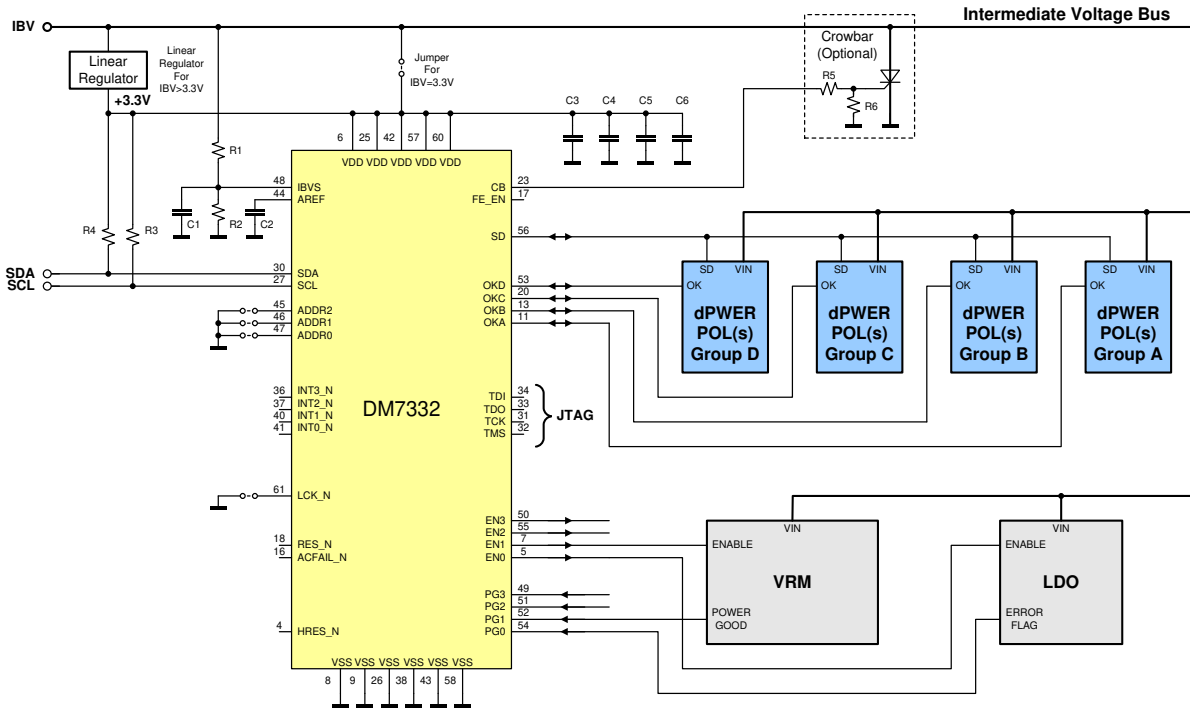 Intermediate Voltage Bus
IBV
Linear
Regulator
+3.3V
Linear
Regulator
For
IBV>3.3V
Jumper
For
IBV=3.3V
Crowbar
(Optional)
R5
R6
C3 C4 C5 C6
R1
R2
R4
R3
C1
C2
6 25 42 57 60
VDD VDD VDD VDD VDD
48 IBVS
44 AREF
SDA
SCL
30 SDA
27 SCL
45 ADDR2
46 ADDR1
47 ADDR0
36 INT3_N
37 INT2_N
40 INT1_N
41 INT0_N
61 LCK_N
18 RES_N
16 ACFAIL_N
4 HRES_N
DM7332
CB 23
FE_EN 17
SD 56
OKD 53
OKC 20
OKB 13
OKA 11
TDI 34
TDO 33
TCK 31
TMS 32
JTAG
EN3 50
EN2 55
EN1 7
EN0 5
PG3 49
PG2 51
PG1 52
PG0 54
VSS VSS VSS VSS VSS VSS
8 9 26 38 43 58
SD VIN
OK
dPWER
POL(s)
Group D
SD VIN
OK
dPWER
POL(s)
Group C
SD VIN
OK
dPWER
POL(s)
Group B
SD VIN
OK
dPWER
POL(s)
Group A
VIN
ENABLE
VRM
POWER
GOOD
VIN
ENABLE
LDO
ERROR
FLAG